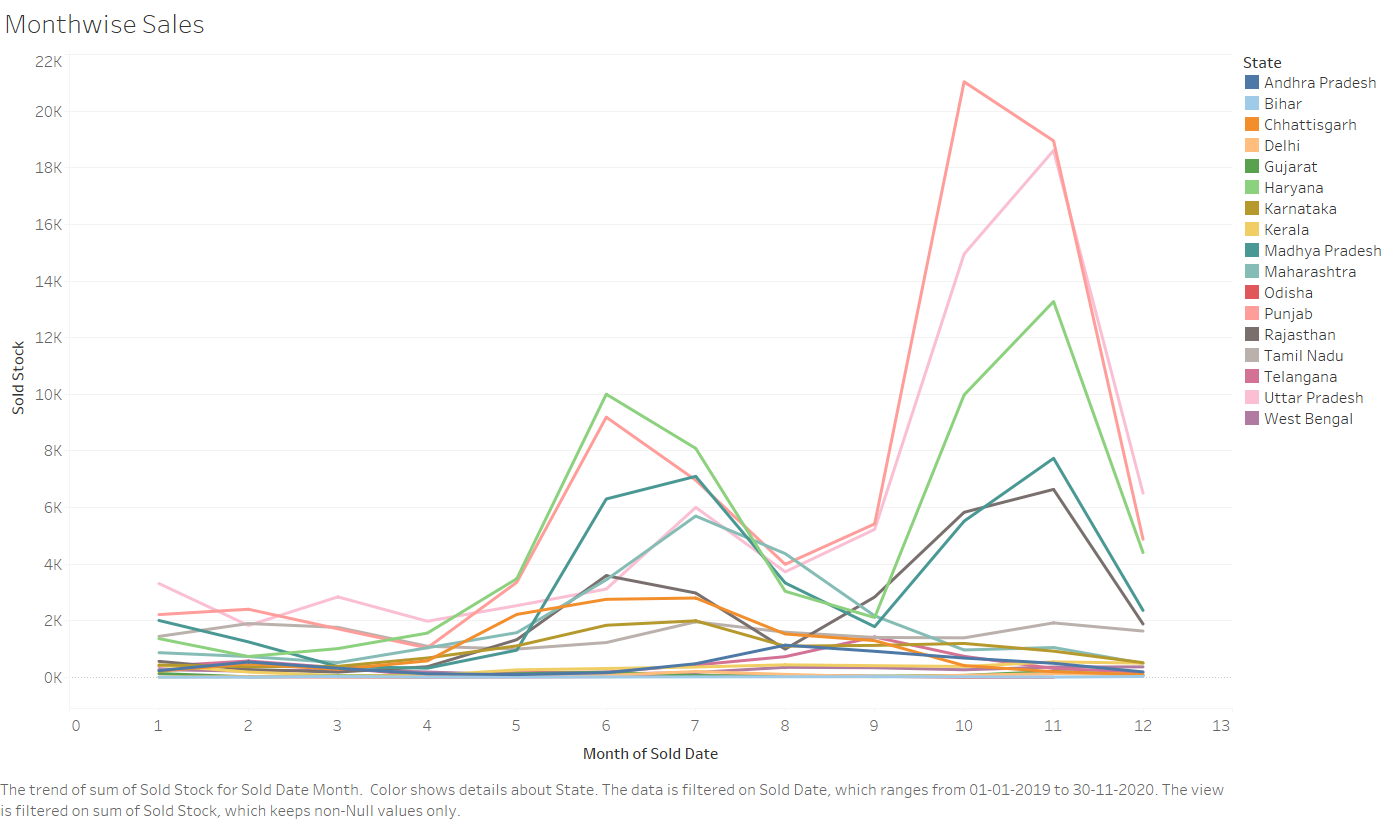 Monthwise Sales
22K
20K
18K
16K
14K
12K
10K
8K
6K
4K
2K
0K
Sold Stock
0 1 2 3 4 5 6 7 8 9 10 11 12 13
Month of Sold Date
State
Andhra Pradesh
Bihar
Chhattisgarh
Delhi
Gujarat
Haryana
Karnataka
Kerala
Madhya Pradesh
Maharashtra
Odisha
Punjab
Rajasthan
Tamil Nadu
Telangana
Uttar Pradesh
West Bengal
The trend of sum of Sold Stock for Sold Date Month. Color shows details about State. The data is filtered on Sold Date, which ranges from 01-01-2019 to 30-11-2020. The view
is filtered on sum of Sold Stock, which keeps non-Null values only.